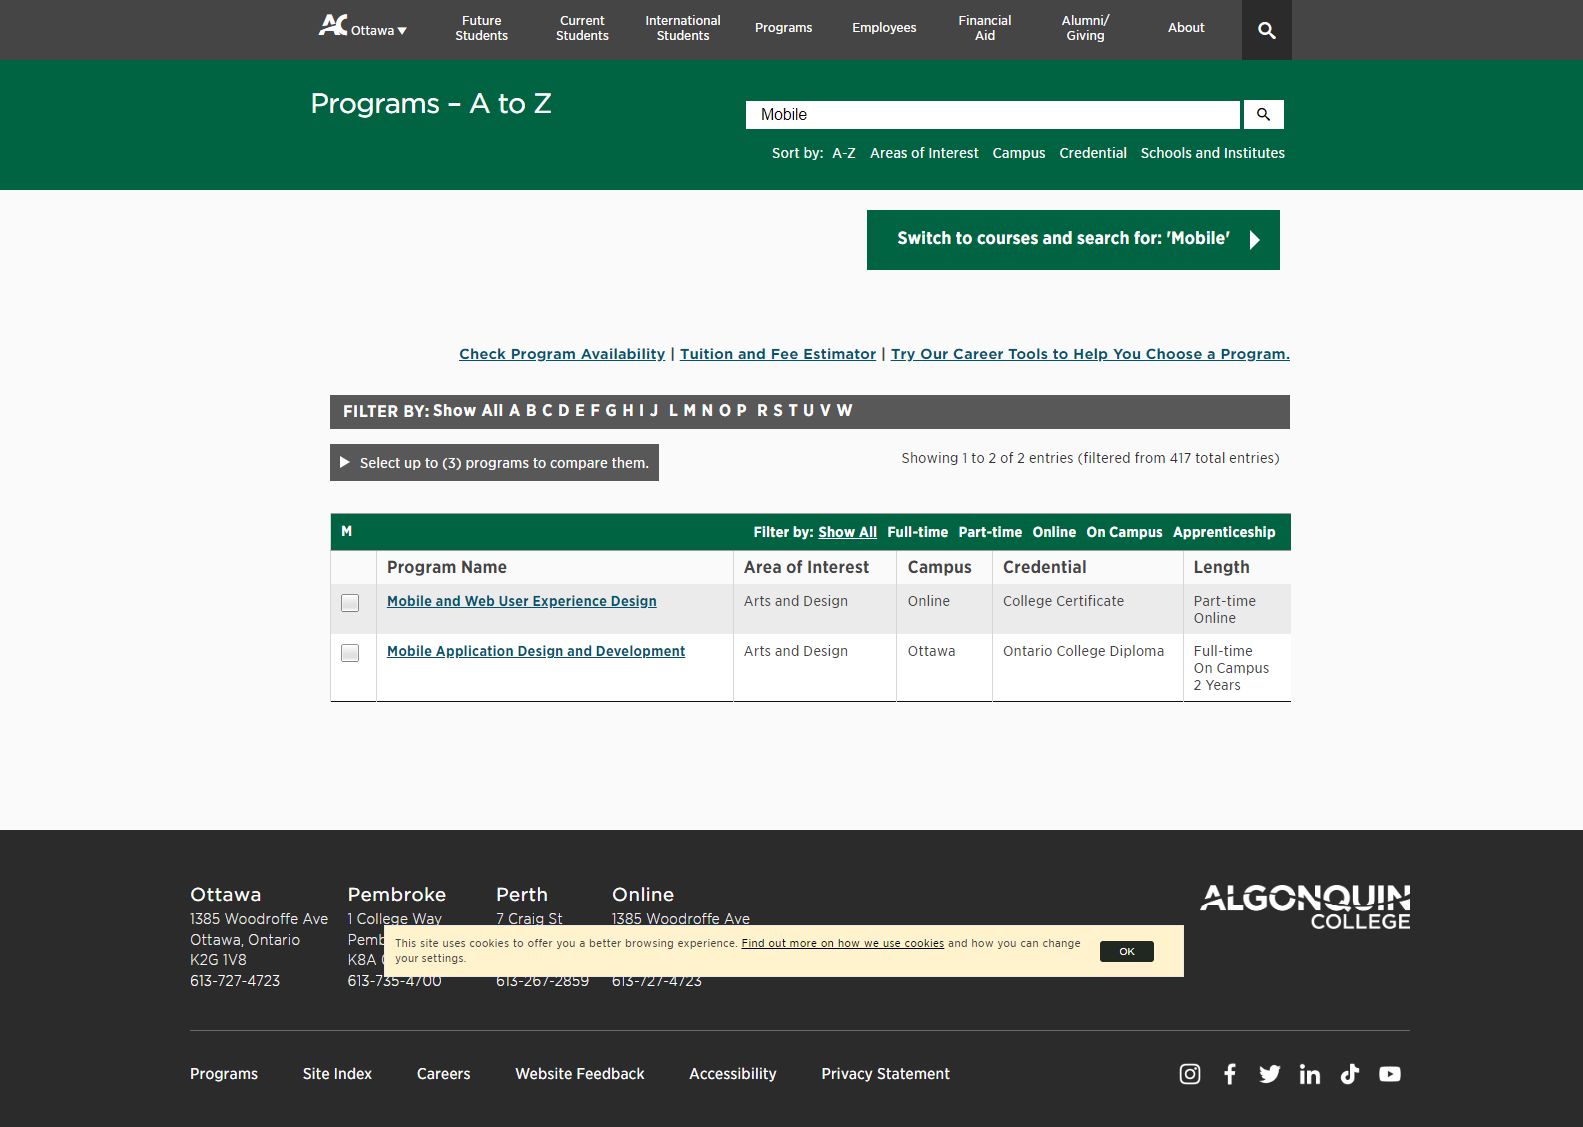 AC Ottawa ▼
Future Students
Current Students
International Students
Programs
Employees
Financial Aid
Alumni/ Giving
About
Programs – A to Z
Mobile
Sort by: A-Z Areas of Interest Campus Credential Schools and Institutes
Switch to courses and search for: 'Mobile'
Check Program Availability | Tuition and Fee Estimator | Try Our Career Tools to Help You Choose a Program.
FILTER BY: Show All A B C D E F G H I J L M N O P R S T U V W
Select up to (3) programs to compare them.
Showing 1 to 2 of 2 entries (filtered from 417 total entries)
M Filter by: Show All Full-time Part-time Online On Campus Apprenticeship
Program Name Area of Interest Campus Credential Length
Mobile and Web User Experience Design Arts and Design Online College Certificate Part-time
Online
Mobile Application Design and Development Arts and Design Ottawa Ontario College Diploma Full-time
On Campus
2 Years
Ottawa
1385 Woodroffe Ave
Ottawa, Ontario
K2G 1V8
613-727-4723
Pembroke
1 College Way
K8A
613-735-4700
Perth
7 Craig St
613-267-2859
Online
1385 Woodroffe Ave
613-727-4723
ALGONQUIN
COLLEGE
This site uses cookies to offer you a better browsing experience. Find out more on how we use cookies and how you can change
your settings.
OK
Programs Site Index Careers Website Feedback Accessibility Privacy Statement